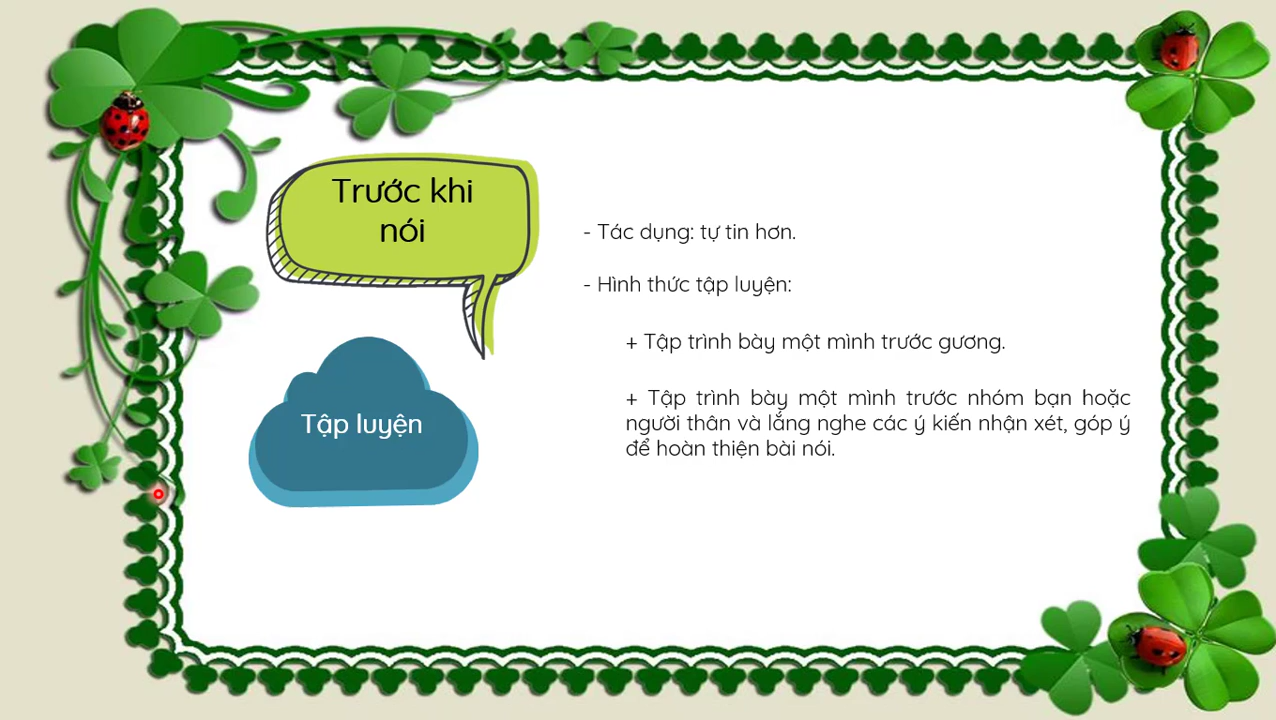 Trước khi
nói
Tập luyện
- Tác dụng: tự tin hơn.
- Hình thức tập luyện:
+ Tập trình bày một mình trước gương.
+ Tập trình bày một mình trước nhóm bạn hoặc
người thân và lắng nghe các ý kiến nhận xét, góp ý
để hoàn thiện bài nói.